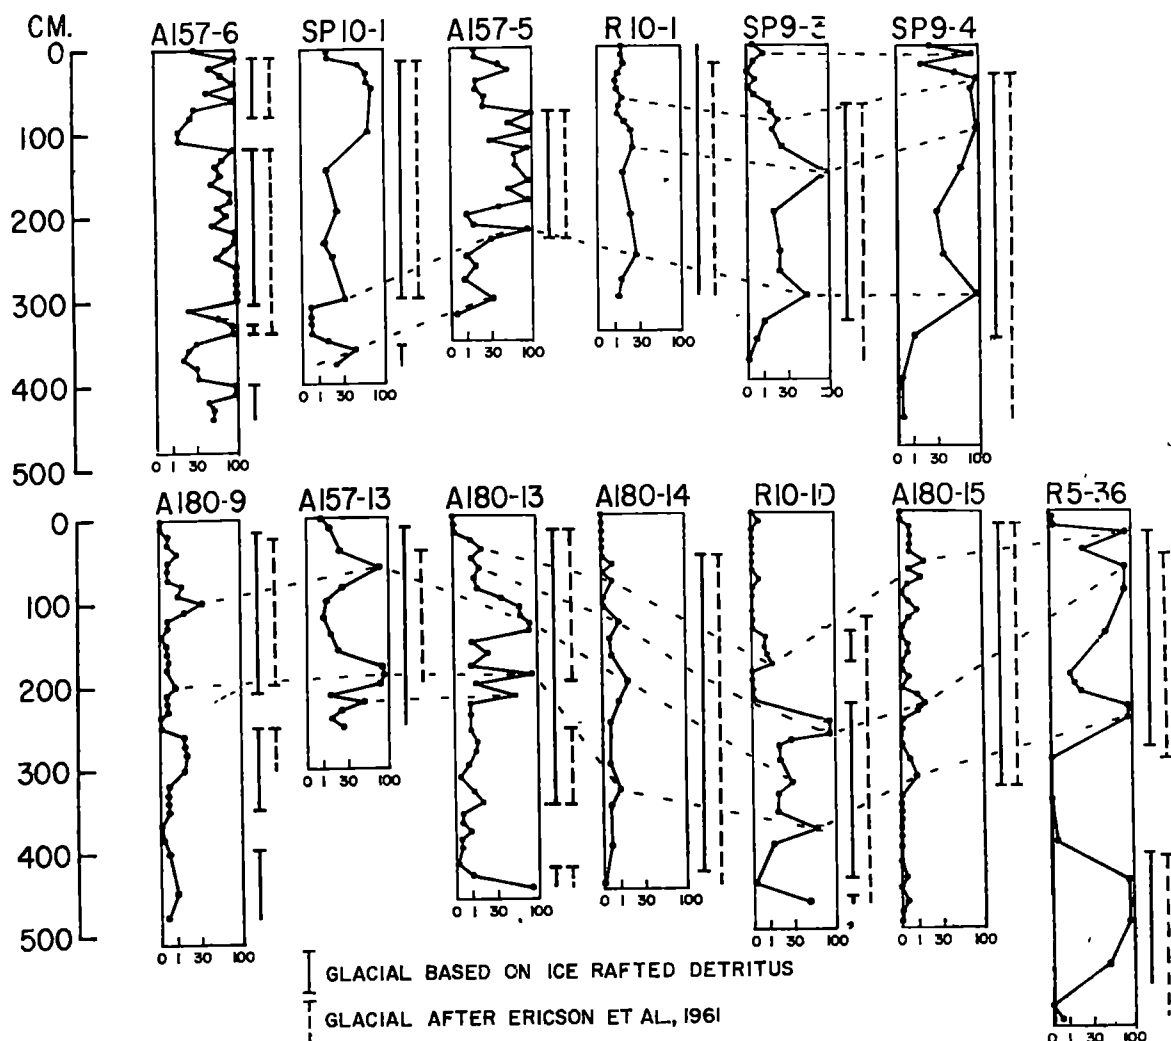 CM.
A157-6 SP10-1 A157-5 R10-1 SP9-3 SP9-4
0
100
200
300
400
500
0 1 30 100 0 1 30 100 0 1 30 100 0 1 30 100 0 1 30 100 0 1 30 100
A180-9 A157-13 A180-13 A180-14 R10-10 A180-15 R5-36
0
100
200
300
400
500
0 1 30 100 0 1 30 100 0 1 30 100 0 1 30 100 0 1 30 100 0 1 30 100 0 1 30 100
GLACIAL BASED ON ICE RAFTED DETRITUS
GLACIAL AFTER ERICSON ET AL., 1961